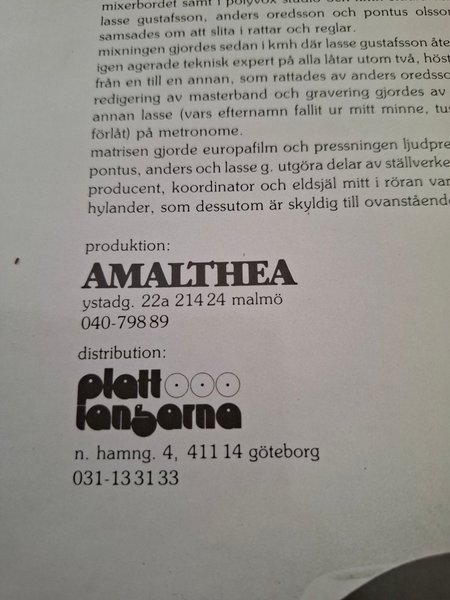 mixerbordet samt i polyvox studio
lasse gustafsson, anders oredsson och pontus olsso
samsades om att slita i rattar och reglar.
mixningen gjordes sedan i kmh där lasse gustafsson åte
igen agerade teknisk expert på alla låtar utom två, höst
från en till en annan, som rattades av anders oredsso
redigering av masterband och gravering gjordes av
annan lasse (vars efternamn fallit ur mitt minne, tus
förlåt) på metronome.
matrisen gjorde europafilm och pressningen ljudpre
pontus, anders och lasse g. utgöra delar av ställverke
producent, koordinator och eldsjäl mitt i röran var
hylander, som dessutom är skyldig till ovanstående
produktion:
AMALTHEA
ystadg. 22a 214 24 malmö
040-798 89
distribution:
platt
langarna
n. hamng. 4, 411 14 göteborg
031-13 31 33